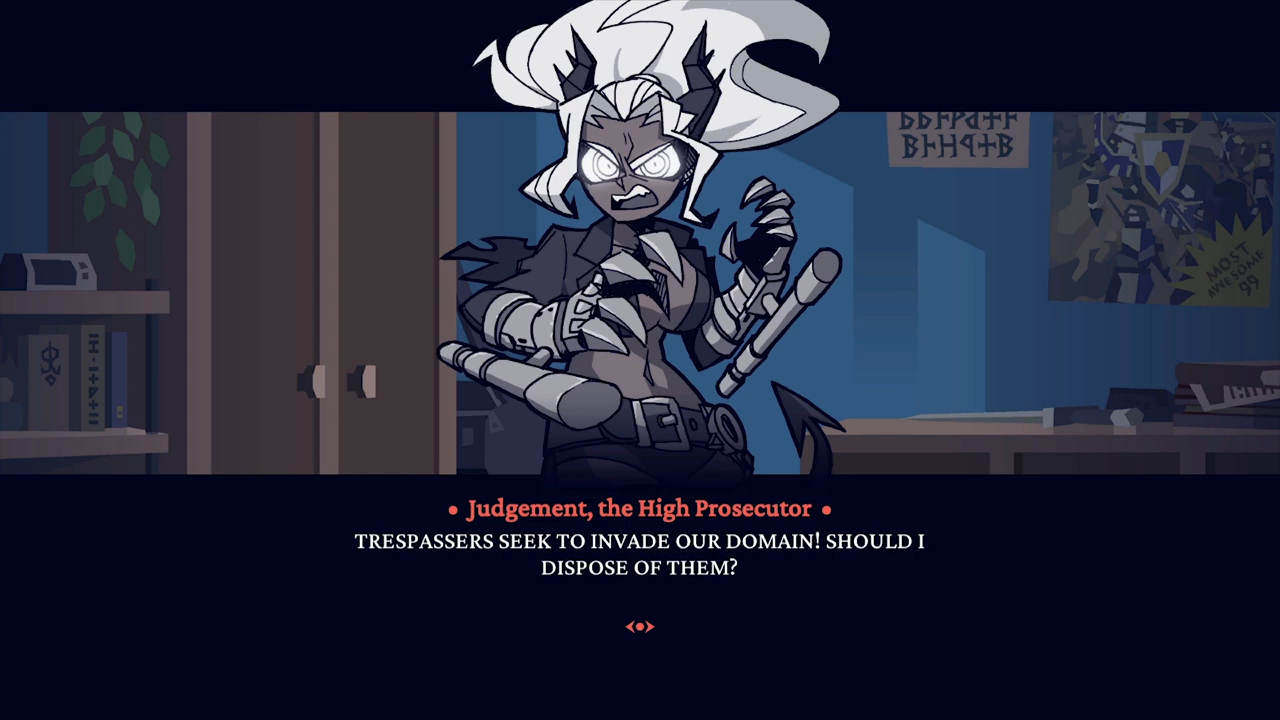 MOST
AWESOME
99
• Judgement, the High Prosecutor •
TRESPASSERS SEEK TO INVADE OUR DOMAIN! SHOULD I
DISPOSE OF THEM?